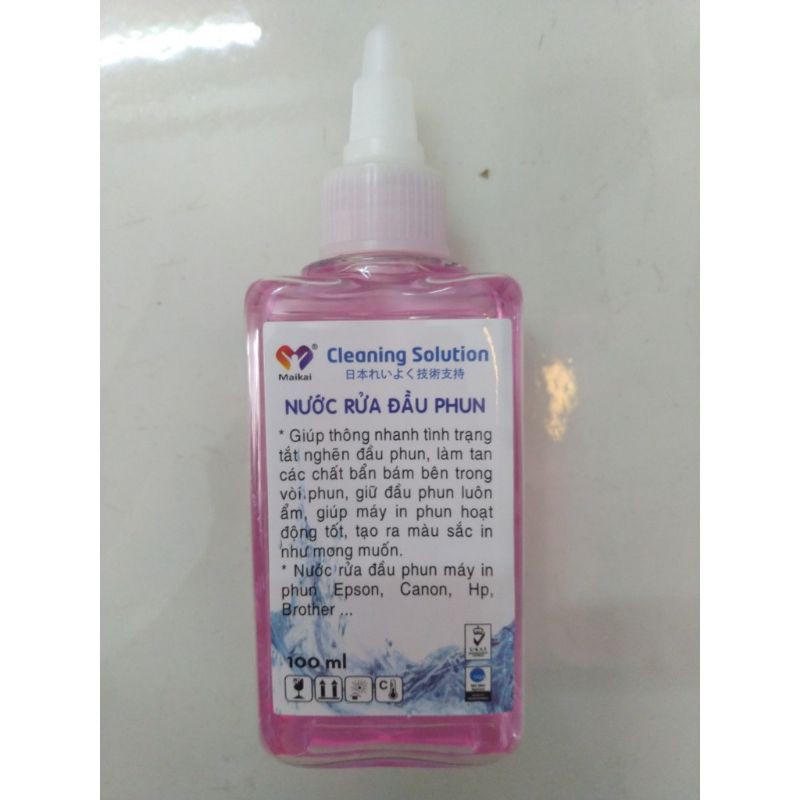 Maikai
®
Cleaning Solution
日本れいよく技術支持
NƯỚC RỬA ĐẦU PHUN
* Giúp thông nhanh tình trạng
tắt nghẽn đầu phun, làm tan
các chất bẩn bám bên trong
vòi phun, giữ đầu phun luôn
ẩm, giúp máy in phun hoạt
động tốt, tạo ra màu sắc in
như mong muốn.
* Nước rửa đầu phun máy in
phun Epson, Canon, Hp,
Brother ...
100 ml
C
UKAS